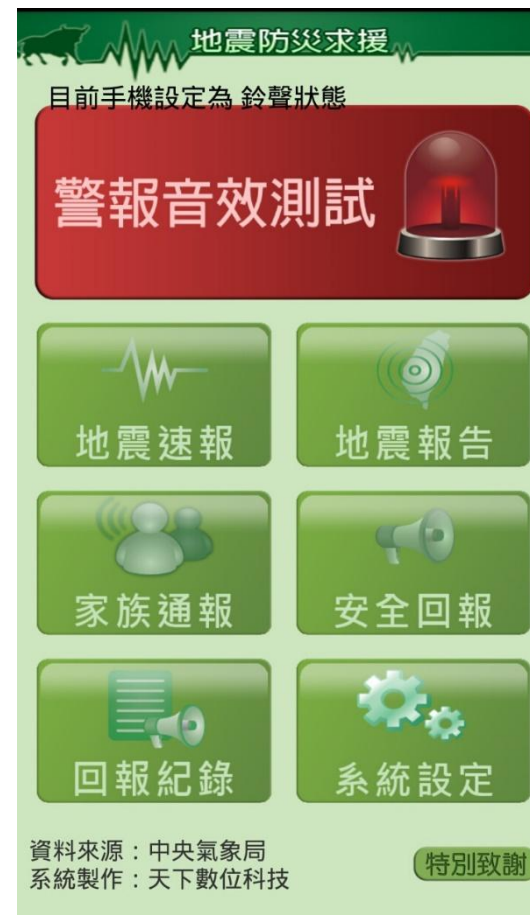 地震防災求援
目前手機設定為 鈴聲狀態
警報音效測試
地震速報
地震報告
家族通報
安全回報
回報紀錄
系統設定
資料來源：中央氣象局
系統製作：天下數位科技
特別致謝